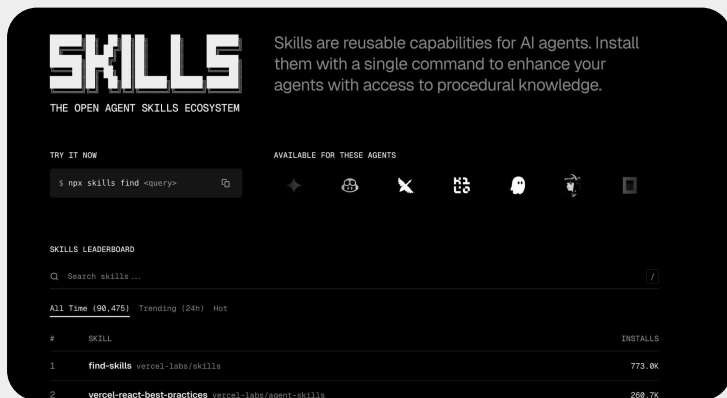 SKILLS
THE OPEN AGENT SKILLS ECOSYSTEM
Skills are reusable capabilities for AI agents. Install
them with a single command to enhance your
agents with access to procedural knowledge.
TRY IT NOW
$ npx skills find <query>
AVAILABLE FOR THESE AGENTS
SKILLS LEADERBOARD
Search skills...
/
All Time (90,475) Trending (24h) Hot
# SKILL INSTALLS
1 find-skills vercel-labs/skills 773.0K
2 vercel-react-best-practices vercel-labs/agent-skills 260.7K